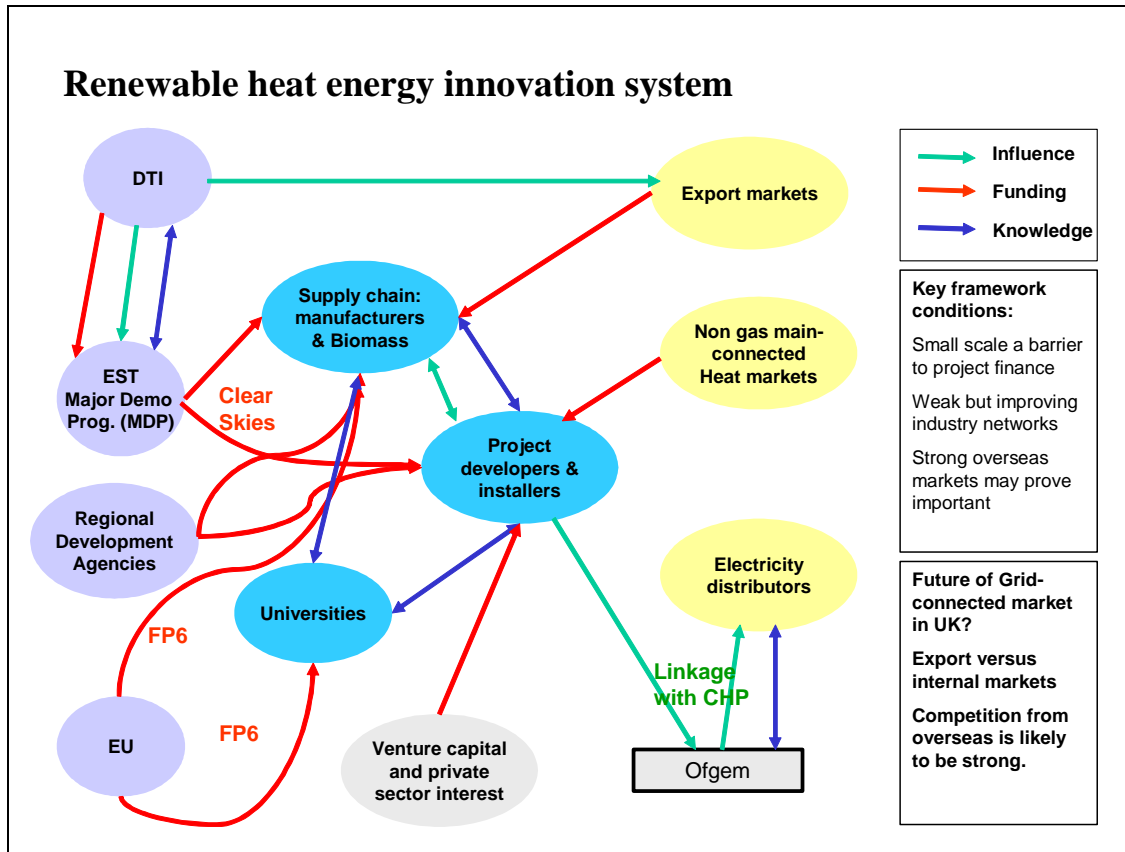 Renewable heat energy innovation system
DTI
Export markets
Influence
Funding
Knowledge
Supply chain:
manufacturers
& Biomass
Non gas main-
connected
Heat markets
Key framework
conditions:
Small scale a barrier
to project finance
Weak but improving
industry networks
Strong overseas
markets may prove
important
EST
Major Demo
Prog. (MDP)
Clear
Skies
Project
developers &
installers
Regional
Development
Agencies
Electricity
distributors
Universities
FP6
Future of Grid-
connected market
in UK?
Export versus
internal markets
Competition from
overseas is likely
to be strong.
Linkage
with CHP
EU
FP6
Venture capital
and private
sector interest
Ofgem